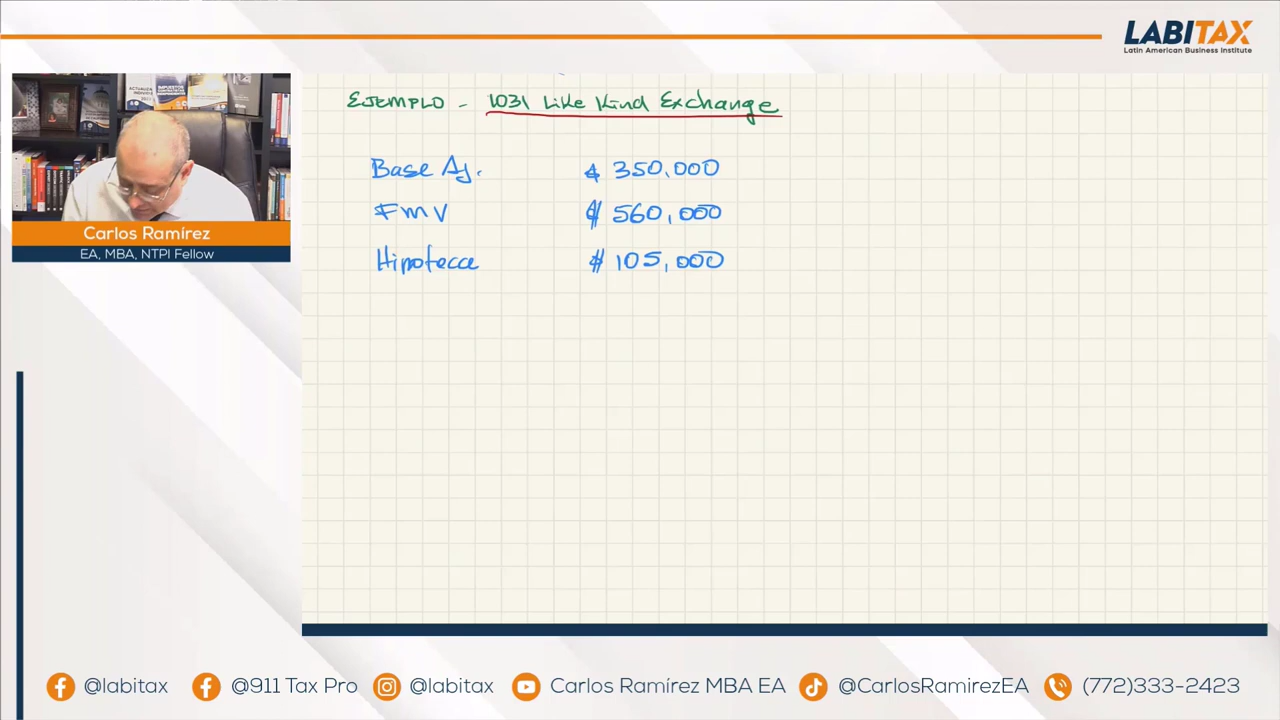 LABITAX
Latin American Business Institute
EJEMPLO - 1031 Like Kind Exchange
Base Aj. $ 350,000
FMV $ 560,000
Hipoteca $ 105,000
Carlos Ramírez
EA, MBA, NTPI Fellow
@labitax @911 Tax Pro @labitax Carlos Ramírez MBA EA @CarlosRamirezEA (772)333-2423